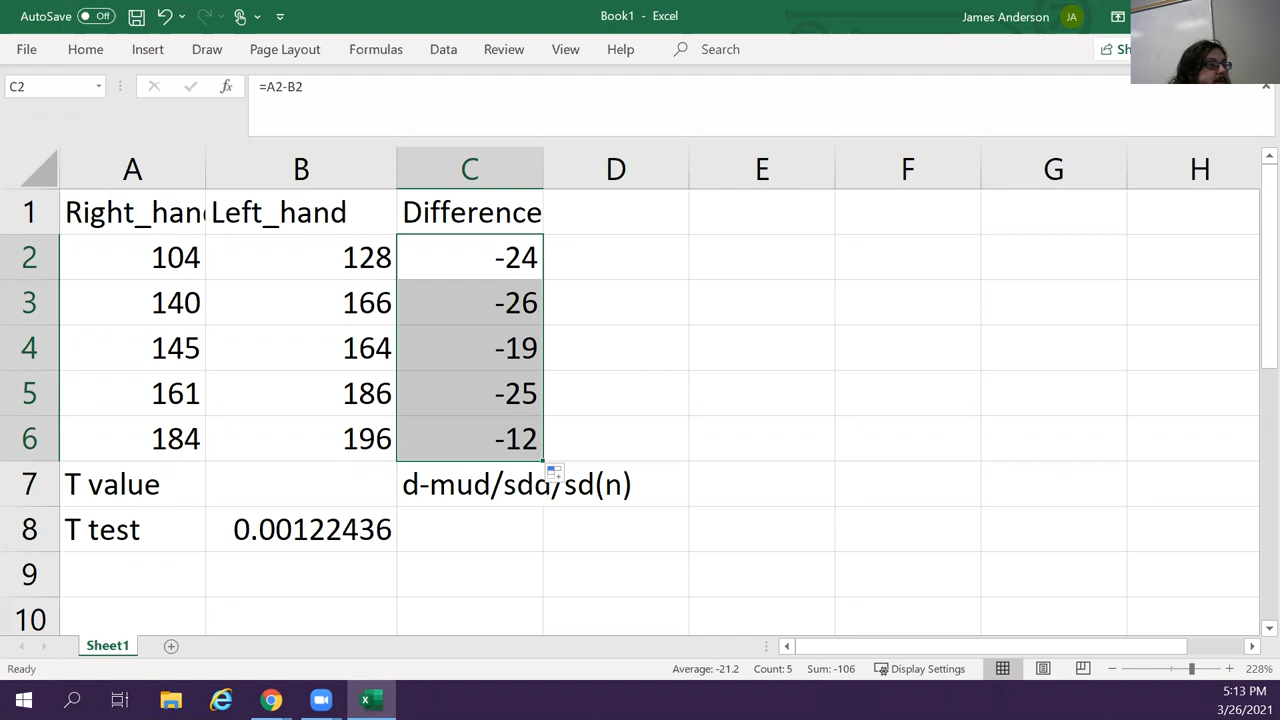 AutoSave Off Book1 - Excel James Anderson JA
File Home Insert Draw Page Layout Formulas Data Review View Help Search Sh
C2 fx =A2-B2
A B C D E F G H
1 Right_han Left_hand Difference
2 104 128 -24
3 140 166 -26
4 145 164 -19
5 161 186 -25
6 184 196 -12
7 T value d-mud/sdd/sd(n)
8 T test 0.00122436
9
10
Sheet1
Ready Average: -21.2 Count: 5 Sum: -106 Display Settings 228%
5:13 PM
3/26/2021